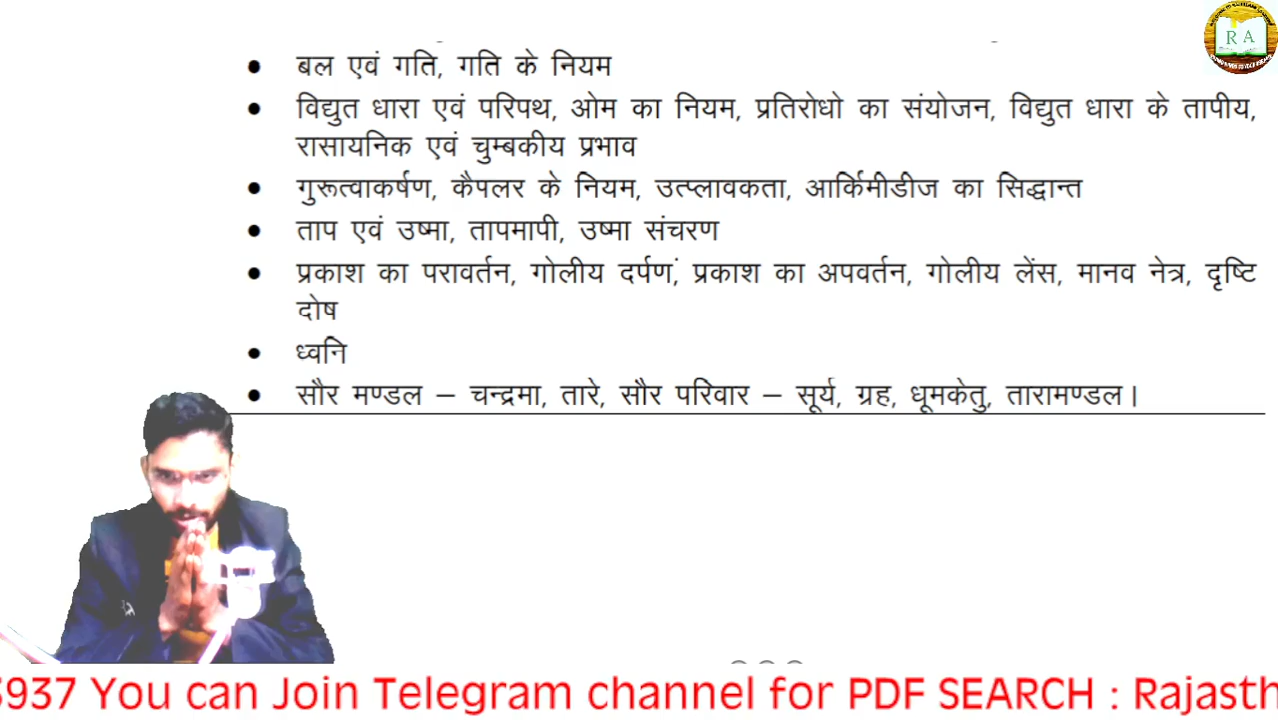 R A
• बल एवं गति, गति के नियम
• विद्युत धारा एवं परिपथ, ओम का नियम, प्रतिरोधो का संयोजन, विद्युत धारा के तापीय,
रासायनिक एवं चुम्बकीय प्रभाव
• गुरूत्वाकर्षण, कैपलर के नियम, उत्प्लावकता, आर्किमीडीज का सिद्धान्त
• ताप एवं उष्मा, तापमापी, उष्मा संचरण
• प्रकाश का परावर्तन, गोलीय दर्पण, प्रकाश का अपवर्तन, गोलीय लेंस, मानव नेत्र, दृष्टि
दोष
• ध्वनि
• सौर मण्डल – चन्द्रमा, तारे, सौर परिवार – सूर्य, ग्रह, धूमकेतु, तारामण्डल।
3937 You can Join Telegram channel for PDF SEARCH : Rajasth